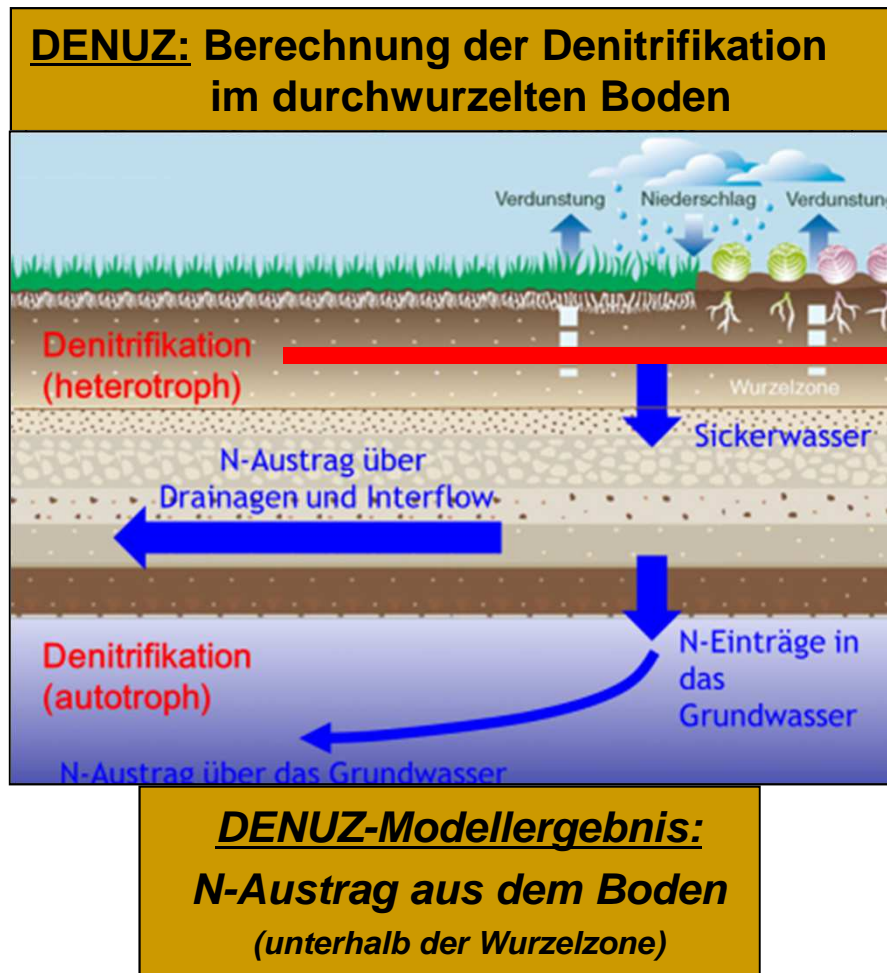 DENUZ: Berechnung der Denitrifikation
im durchwurzelten Boden
Verdunstung
Niederschlag
Verdunstung
Denitrifikation
(heterotroph)
Wurzelzone
Sickerwasser
N-Austrag über
Drainagen und Interflow
Denitrifikation
(autotroph)
N-Einträge in
das
Grundwasser
N-Austrag über das Grundwasser
DENUZ-Modellergebnis:
N-Austrag aus dem Boden
(unterhalb der Wurzelzone)